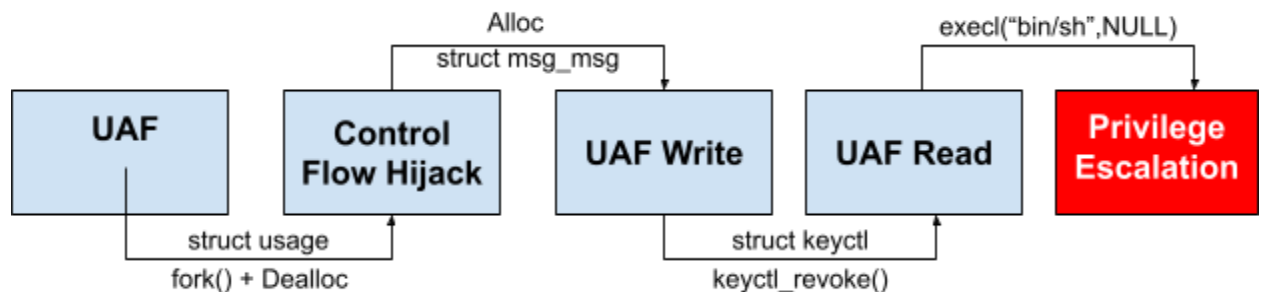 Alloc
struct msg_msg
execl(“bin/sh”,NULL)
UAF
Control
Flow Hijack
UAF Write
UAF Read
Privilege
Escalation
struct usage
fork() + Dealloc
struct keyctl
keyctl_revoke()